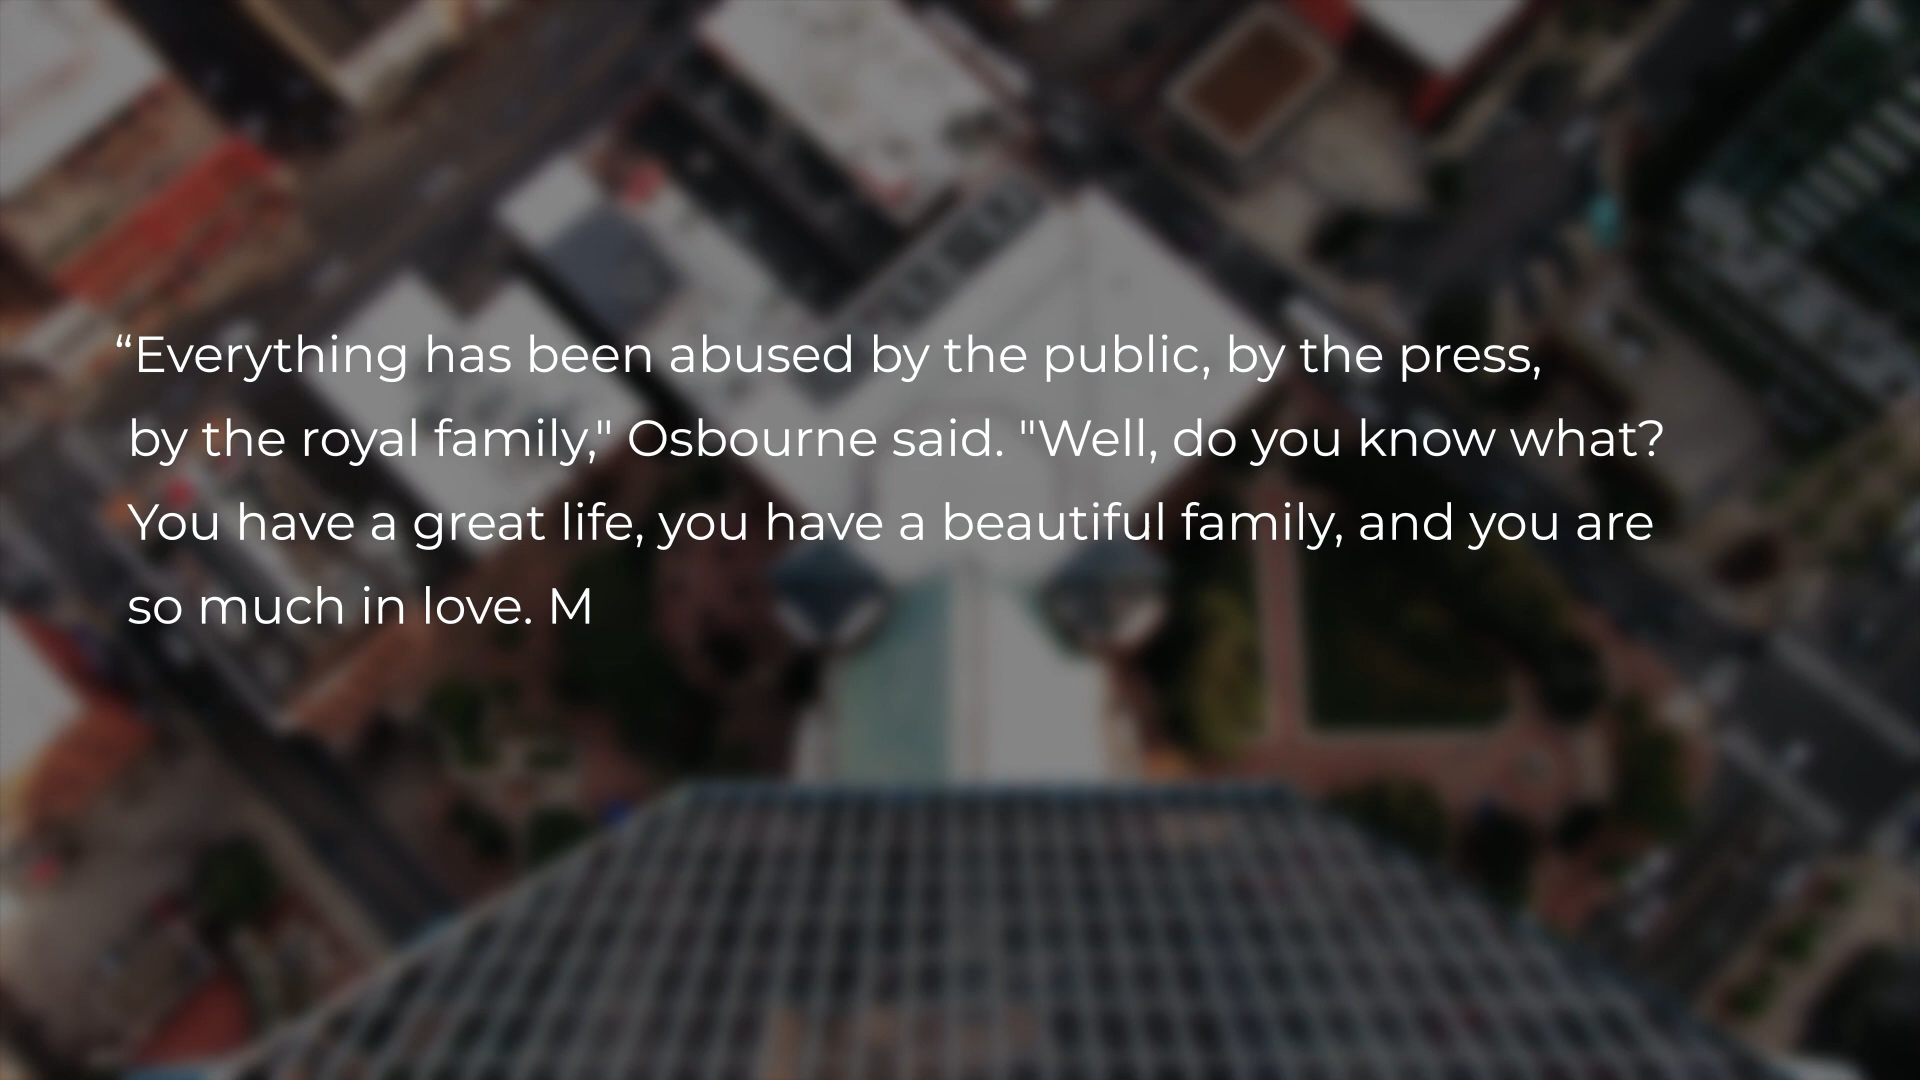 “Everything has been abused by the public, by the press,
by the royal family," Osbourne said. "Well, do you know what?
You have a great life, you have a beautiful family, and you are
so much in love. M